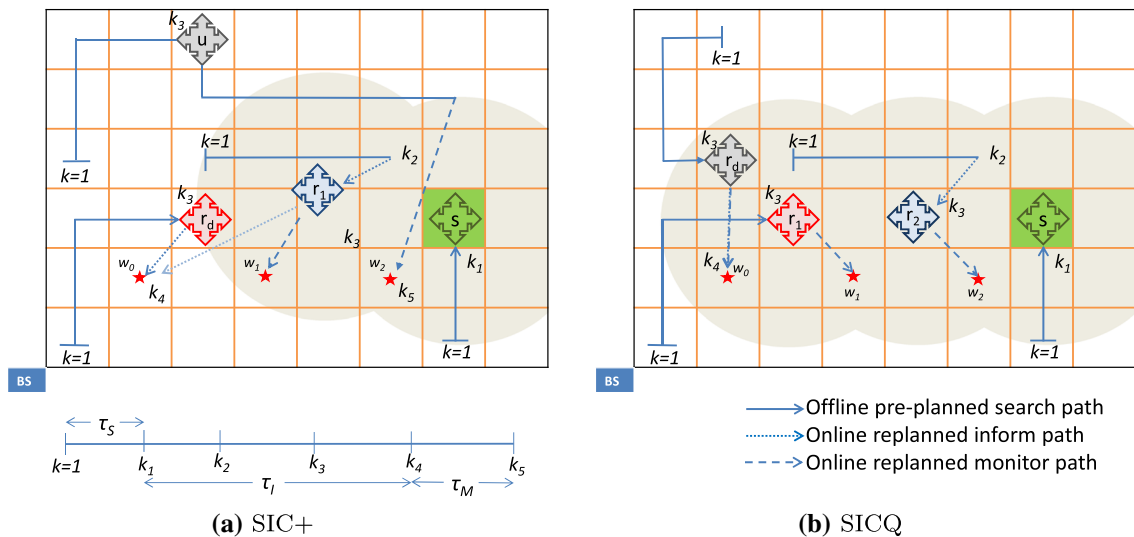 k3
u
k=1
k=1
k2
k3
r1
k3
rd
s
k3
w0
w1
w2
k1
k4
k5
k=1
k=1
BS
τS
k=1
k1
k2
k3
k4
k5
τI
τM
(a) SIC+
k=1
k3
rd
k=1
k2
k3
r1
r2
k3
s
k4
w0
w1
w2
k1
k=1
k=1
BS
Offline pre-planned search path
Online replanned inform path
Online replanned monitor path
(b) SICQ